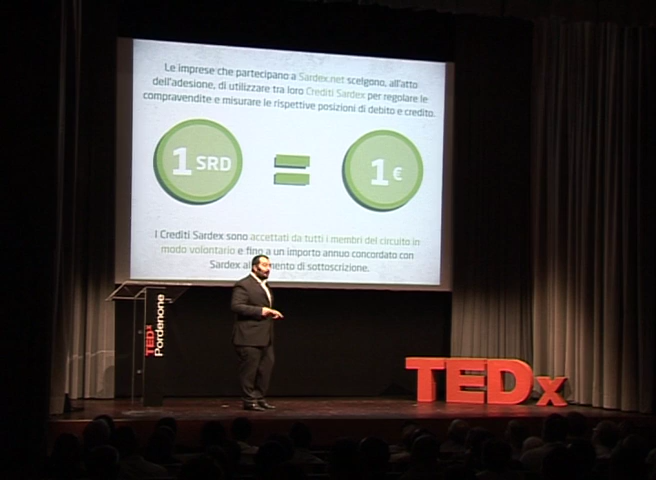 Le imprese che partecipano a Sardex.net scelgono, all'atto
dell'adesione, di utilizzare tra loro Crediti Sardex per regolare le
compravendite e misurare le rispettive posizioni di debito e credito.
1 SRD = 1 €
I Crediti Sardex sono accettati da tutti i membri del circuito in
modo volontario e fino a un importo annuo concordato con
Sardex al di sottoscrizione.
TEDx
Pordenone
TEDx